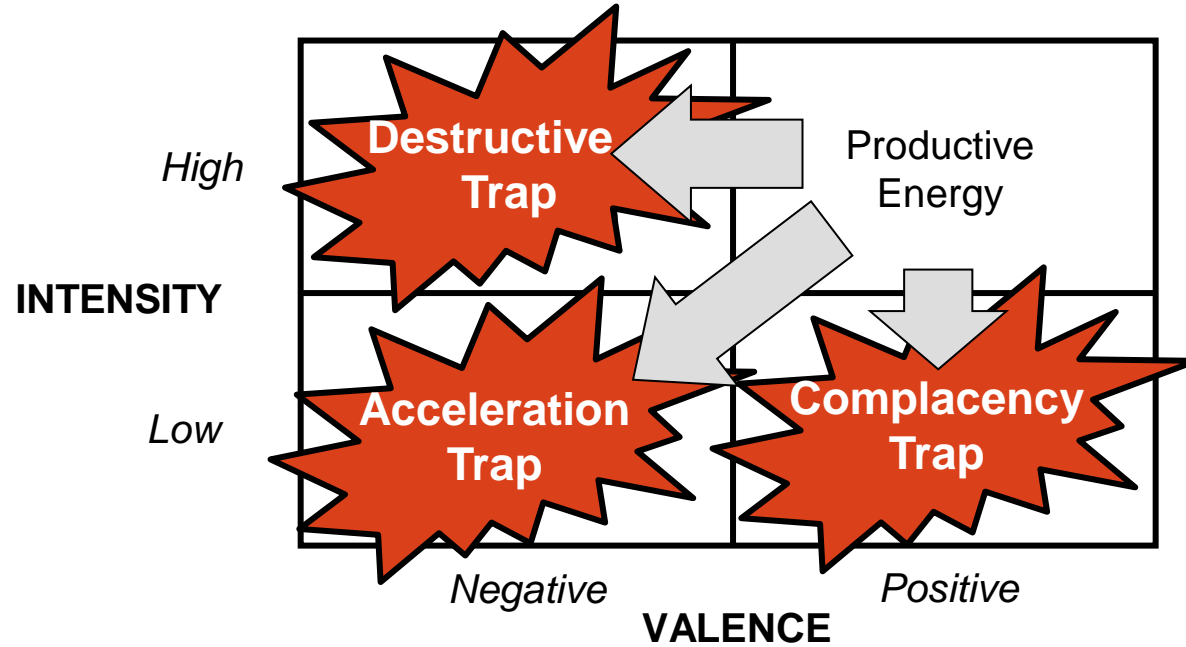 Destructive
Trap
Productive
Energy
High
INTENSITY
Acceleration
Trap
Complacency
Trap
Low
Negative
Positive
VALENCE